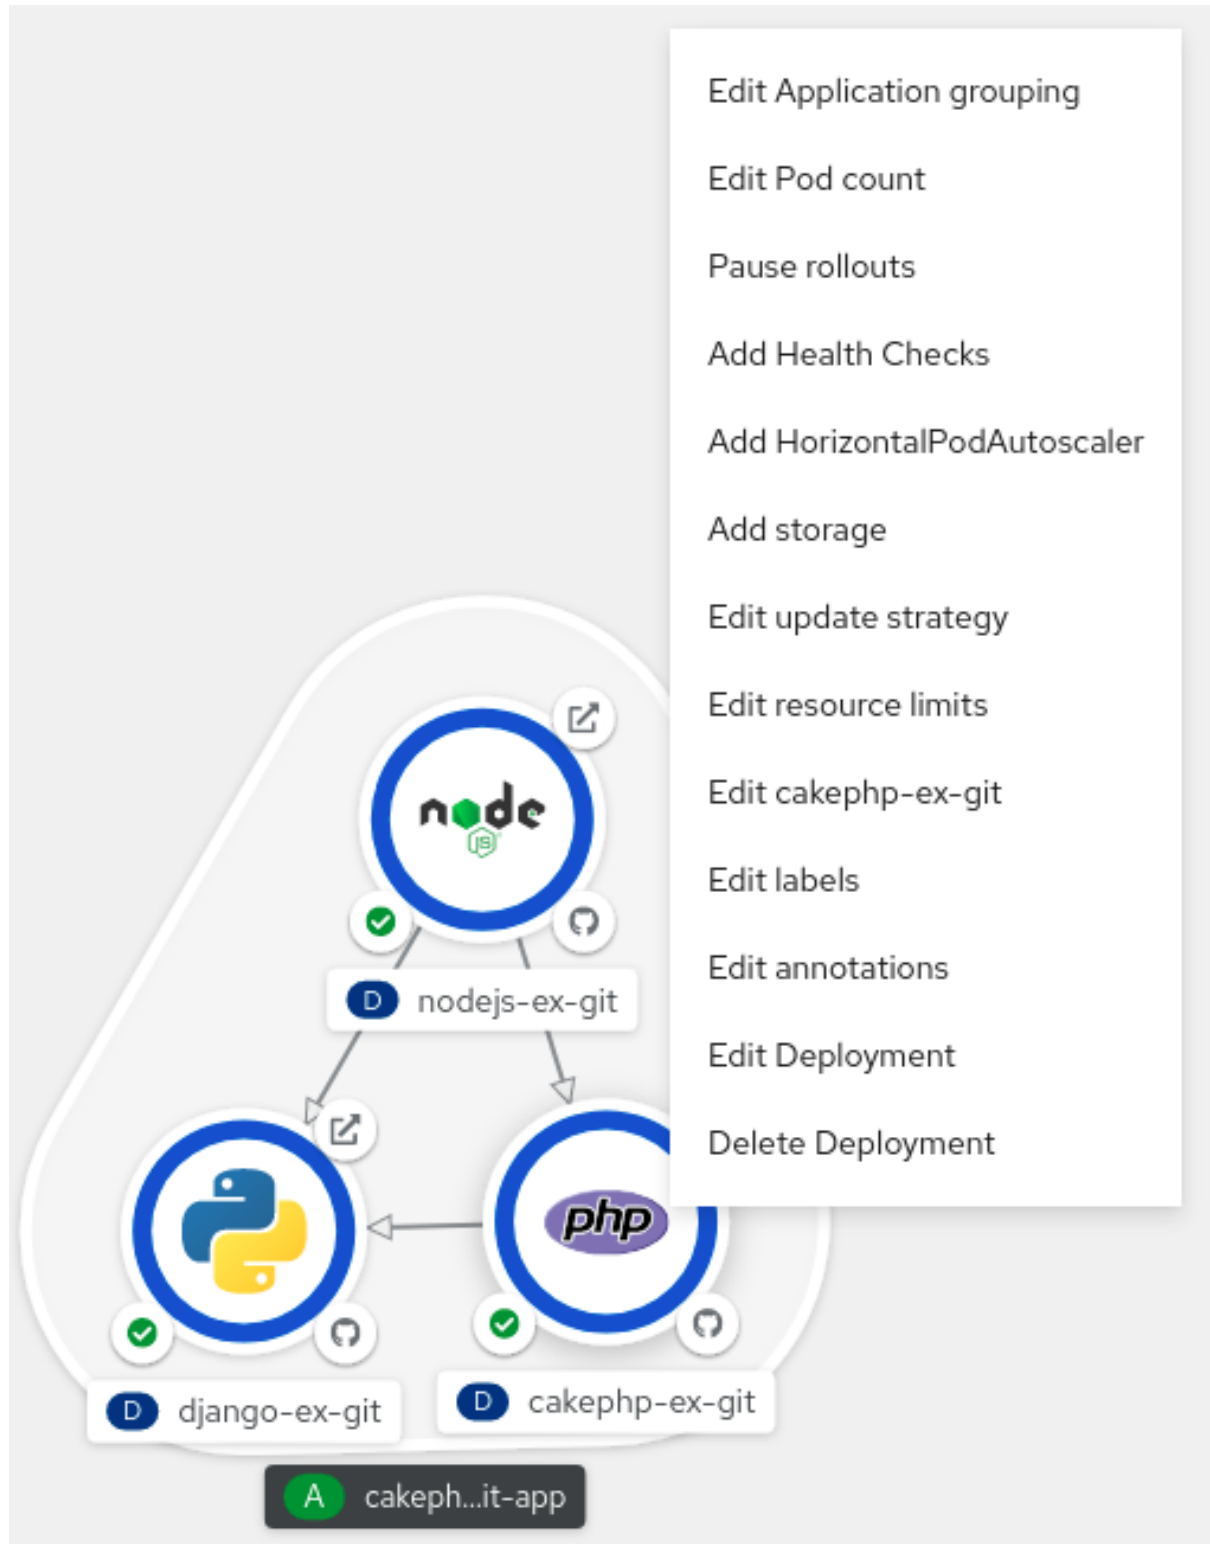 Edit Application grouping
Edit Pod count
Pause rollouts
Add Health Checks
Add HorizontalPodAutoscaler
Add storage
Edit update strategy
Edit resource limits
Edit cakephp-ex-git
Edit labels
Edit annotations
Edit Deployment
Delete Deployment
node
JS
D nodejs-ex-git
php
D django-ex-git
D cakephp-ex-git
A cakeph...it-app